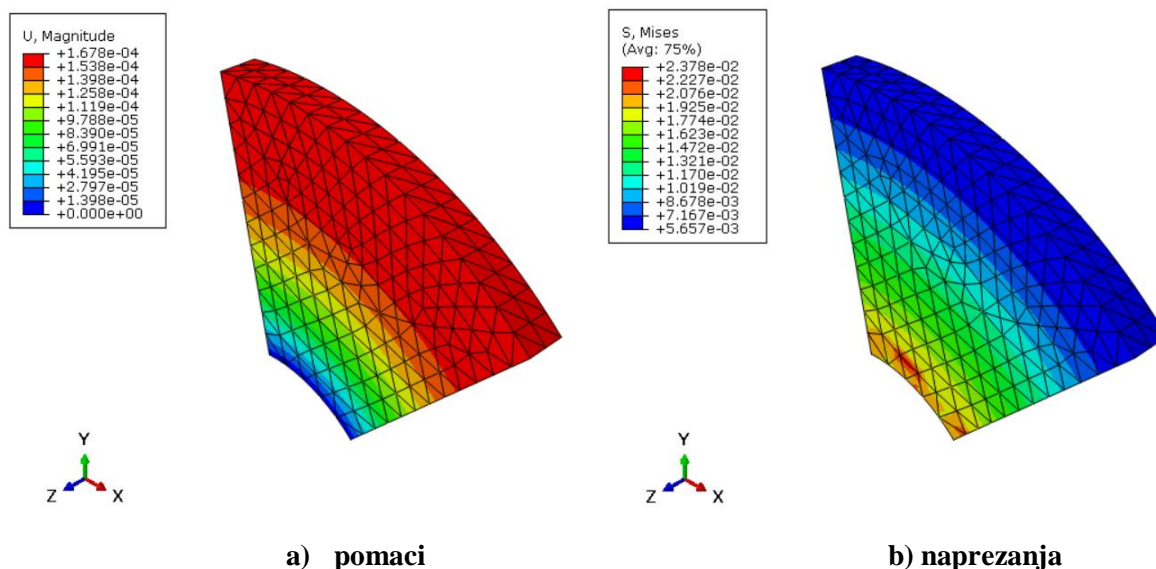 U, Magnitude
+1.678e-04
+1.538e-04
+1.398e-04
+1.258e-04
+1.119e-04
+9.788e-05
+8.390e-05
+6.991e-05
+5.593e-05
+4.195e-05
+2.797e-05
+1.398e-05
+0.000e+00
Y
Z
X
S, Mises
(Avg: 75%)
+2.378e-02
+2.227e-02
+2.076e-02
+1.925e-02
+1.774e-02
+1.623e-02
+1.472e-02
+1.321e-02
+1.170e-02
+1.019e-02
+8.678e-03
+7.167e-03
+5.657e-03
Y
Z
X
a) pomaci
b) naprezanja